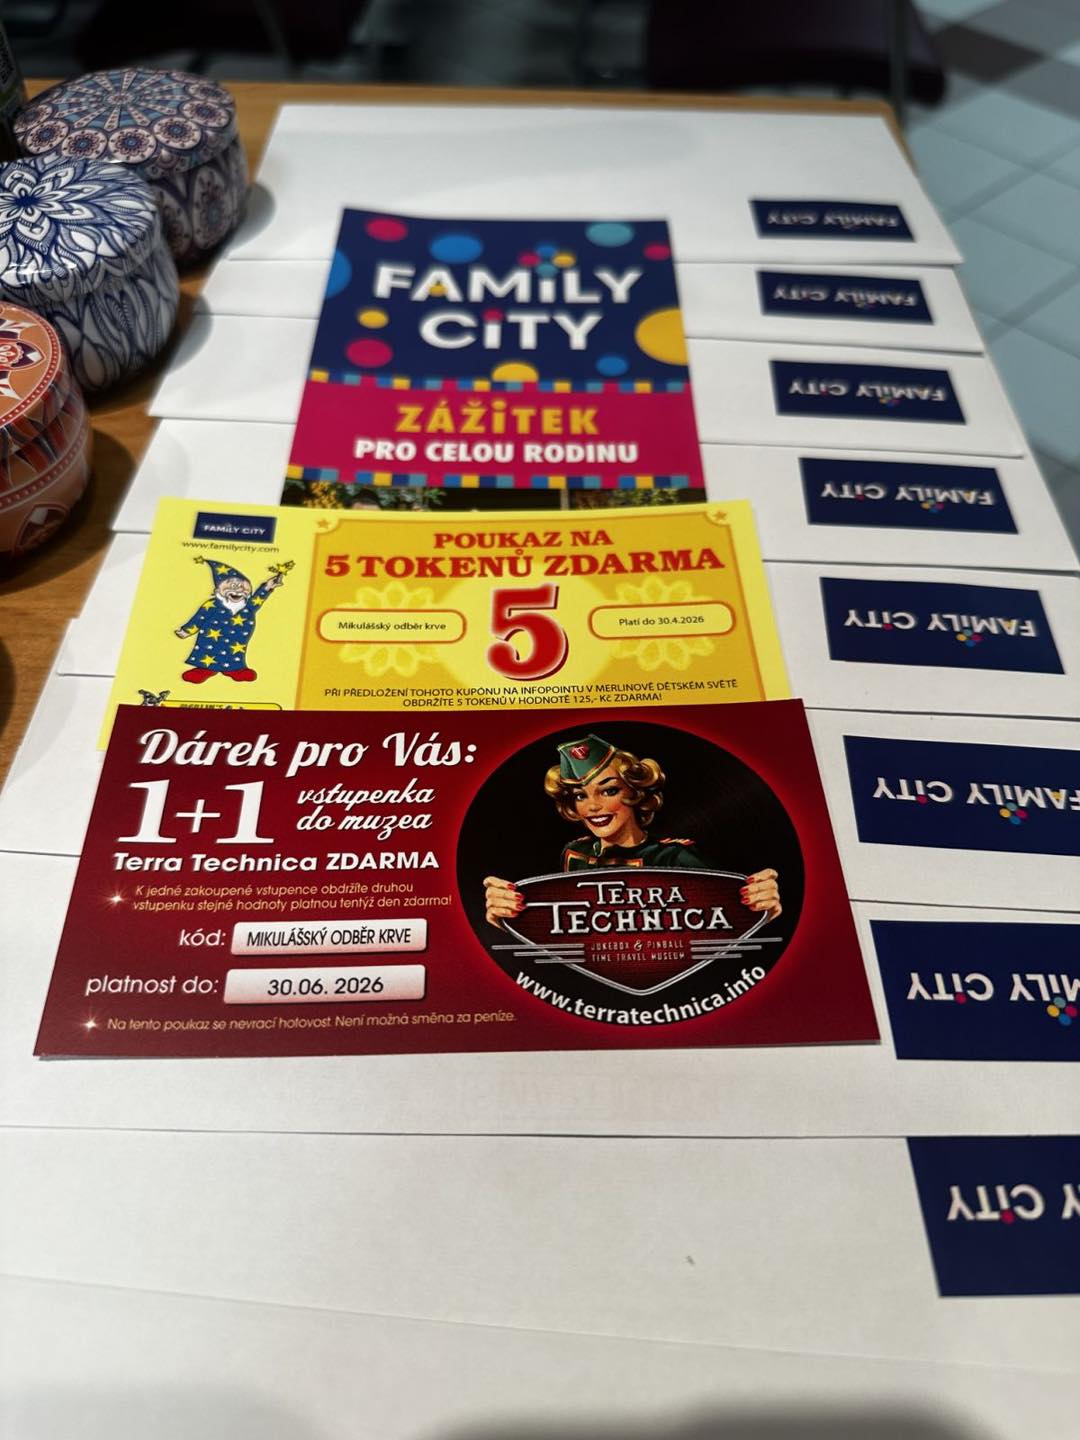 FAMILY CITY
FAMILY CITY
FAMILY CITY
FAMILY CITY
FAMILY CITY
FAMILY CITY
FAMILY CITY
CITY
FAMILY
CITY
ZÁŽITEK
PRO CELOU RODINU
FAMILY CITY
www.familycity.com
POUKAZ NA
5 TOKENŮ ZDARMA
Mikulášský odběr krve
5
Platí do 30.4.2026
PŘI PŘEDLOŽENÍ TOHOTO KUPÓNU NA INFOPOINTU V MERLINOVĚ DĚTSKÉM SVĚTĚ
OBDRŽÍTE 5 TOKENŮ V HODNOTĚ 125,- KČ ZDARMA!
MERLIN'S
Dárek pro Vás:
1+1 vstupenka
do muzea
Terra Technica ZDARMA
K jedné zakoupené vstupence obdržíte druhou
vstupenku stejné hodnoty platnou tentýž den zdarma!
kód: MIKULÁŠSKÝ ODBĚR KRVE
platnost do: 30.06. 2026
Na tento poukaz se nevrací hotovost. Není možná směna za peníze.
TERRA
TECHNICA
JUKEBOX & PINBALL
TIME TRAVEL MUSEUM
www.terratechnica.info